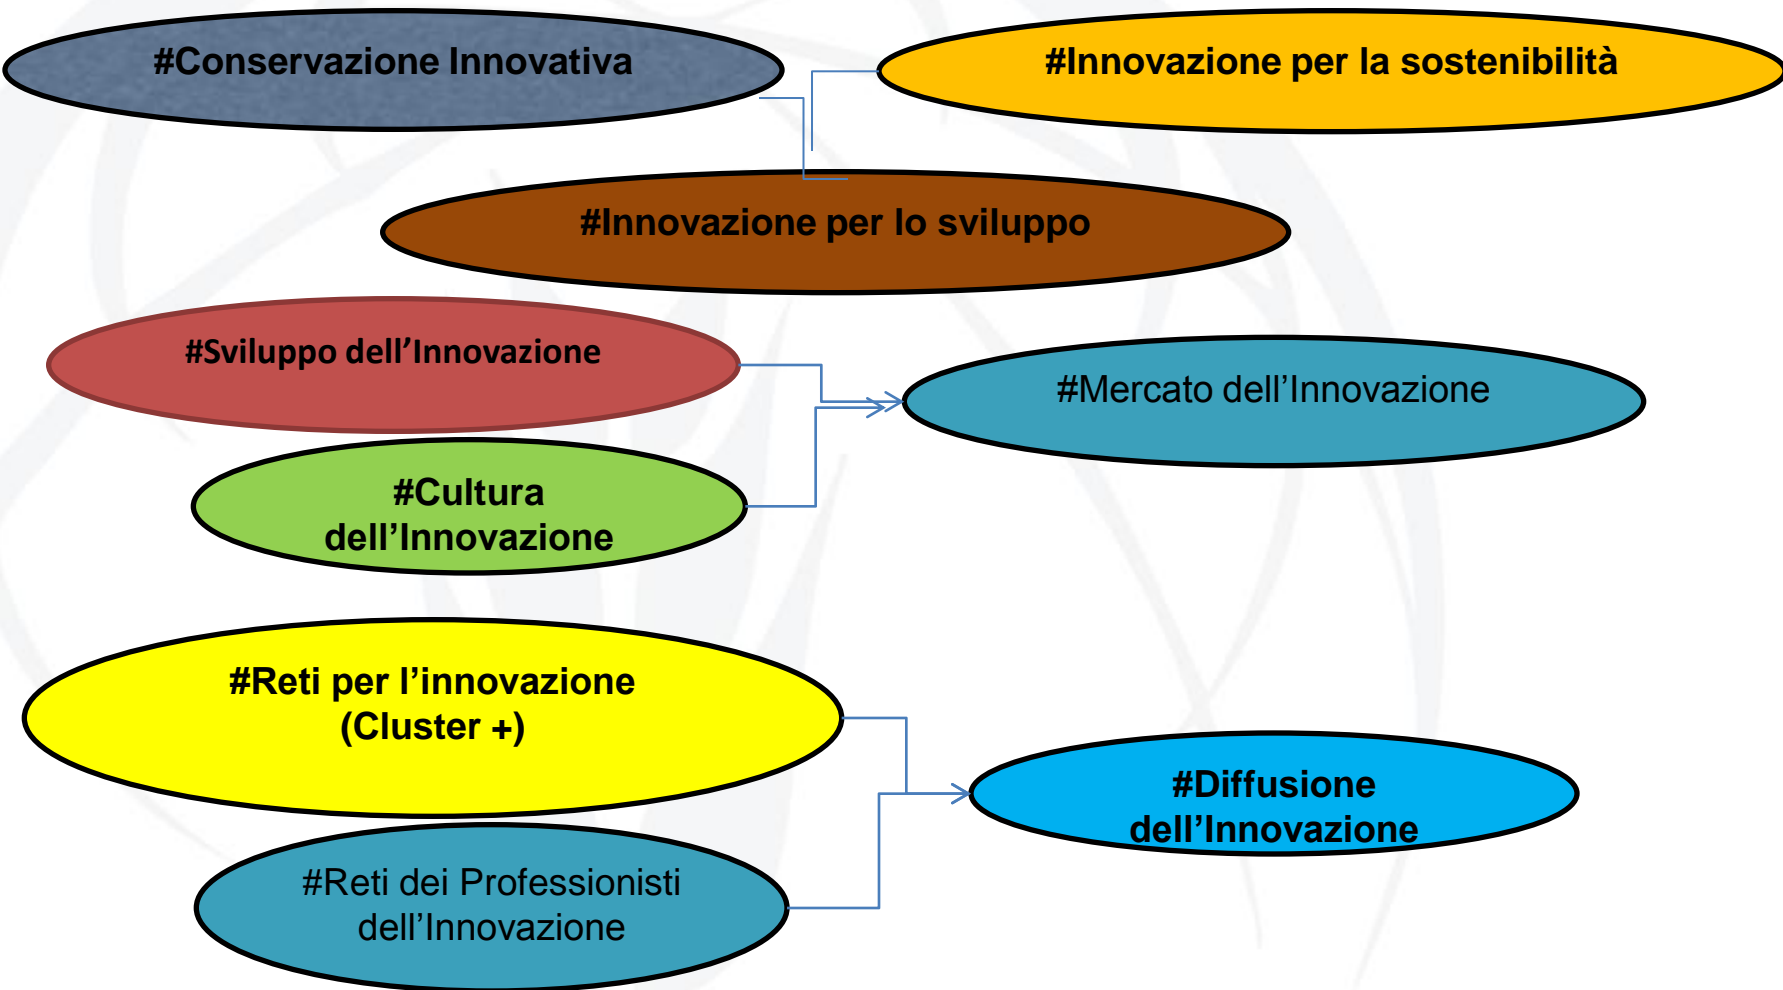 #Conservazione Innovativa
#Innovazione per la sostenibilità
#Innovazione per lo sviluppo
#Sviluppo dell’Innovazione
#Mercato dell’Innovazione
#Cultura
dell’Innovazione
#Reti per l’innovazione
(Cluster +)
#Diffusione
dell’Innovazione
#Reti dei Professionisti
dell’Innovazione